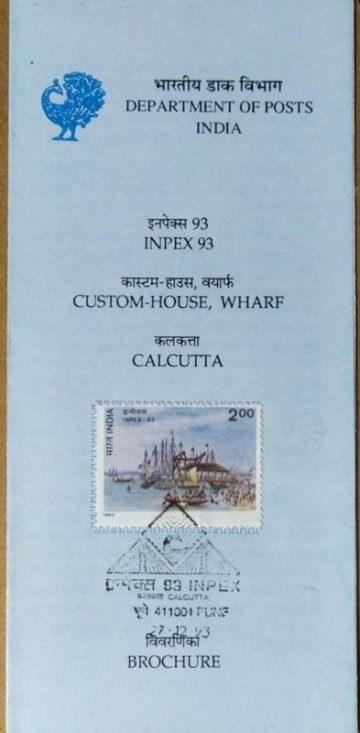 भारतीय डाक विभाग
DEPARTMENT OF POSTS
INDIA
इनपेक्स 93
INPEX 93
कास्टम-हाउस, वयार्फ
CUSTOM-HOUSE, WHARF
कलकत्ता
CALCUTTA
इनपेक्स
INPEX - 93
2.00
भारत INDIA
1993
इनपेक्स 93 INPEX
कलकत्ता CALCUTTA
पुणे 411001 PUNE
27-12-93
विवरणिका
BROCHURE